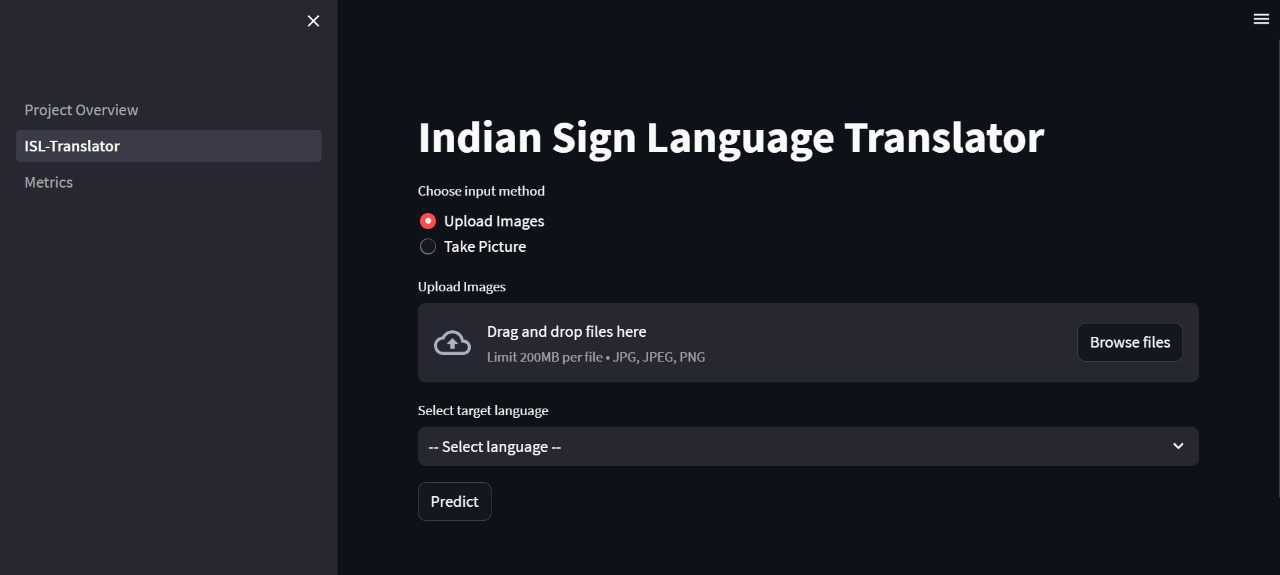 Project Overview
ISL-Translator
Metrics
Indian Sign Language Translator
Choose input method
Upload Images
Take Picture
Upload Images
Drag and drop files here
Limit 200MB per file • JPG, JPEG, PNG
Browse files
Select target language
-- Select language --
Predict